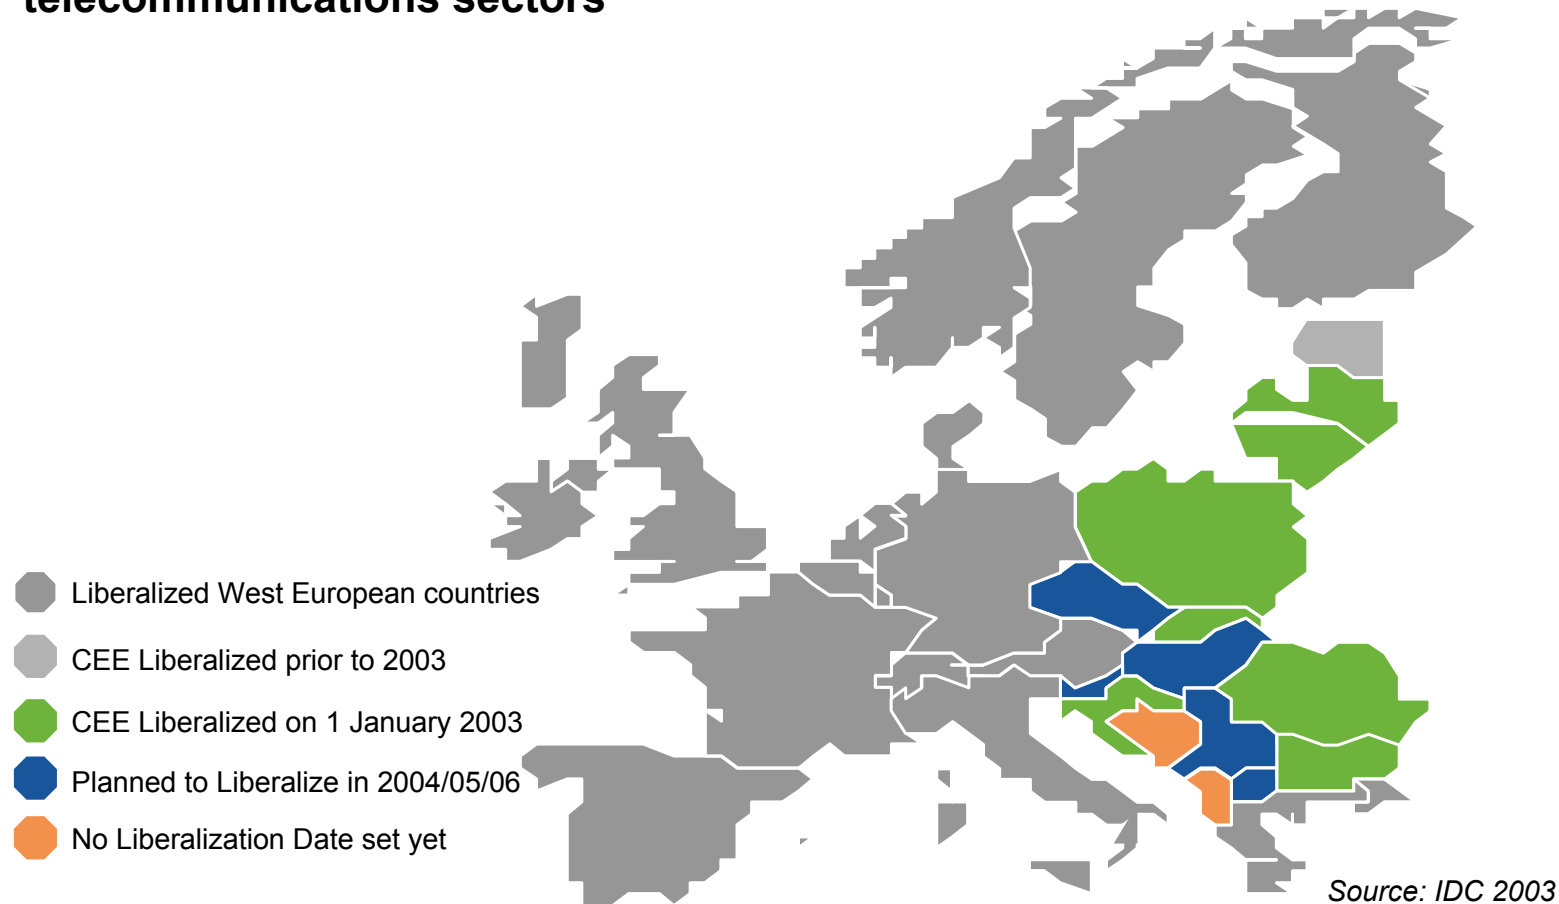 telecommunications sectors
Liberalized West European countries
CEE Liberalized prior to 2003
CEE Liberalized on 1 January 2003
Planned to Liberalize in 2004/05/06
No Liberalization Date set yet
Source: IDC 2003